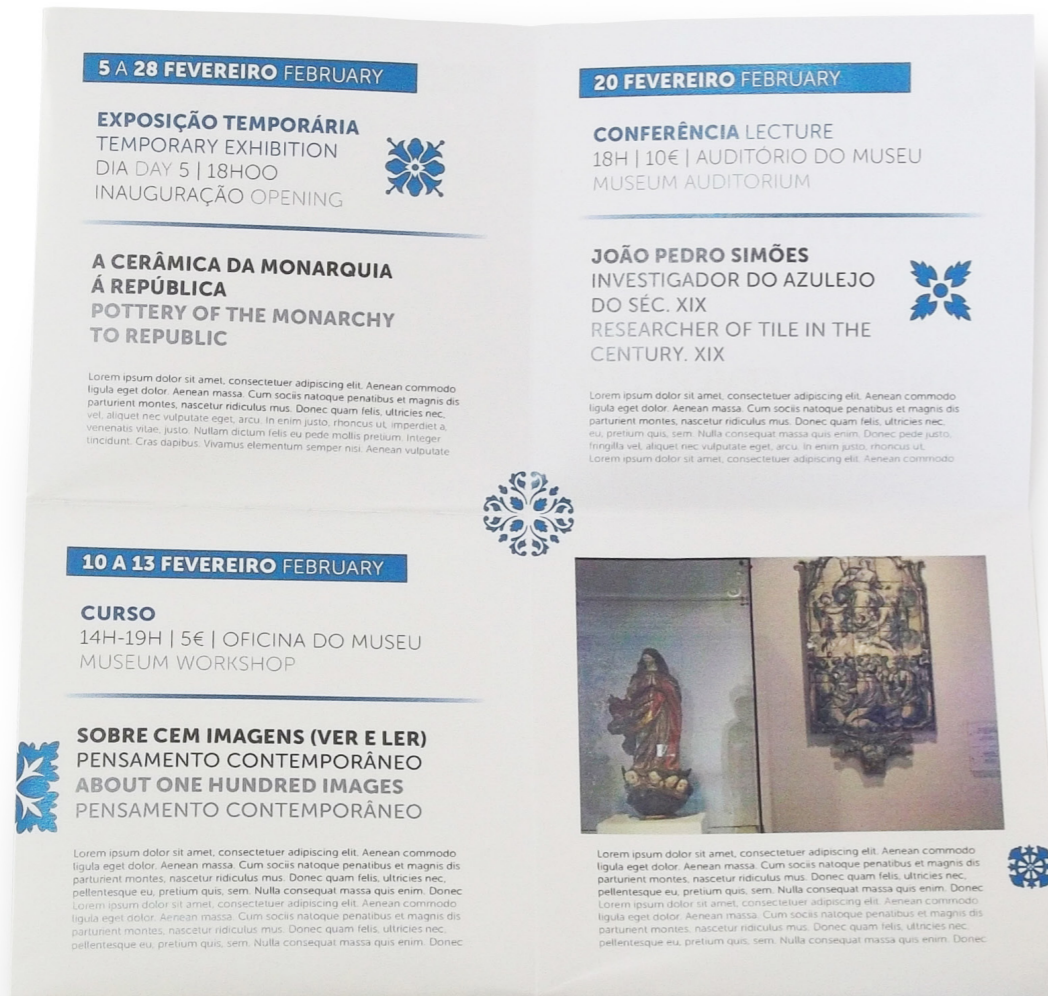 5 A 28 FEVEREIRO FEBRUARY
EXPOSIÇÃO TEMPORÁRIA
TEMPORARY EXHIBITION
DIA DAY 5 | 18HOO
INAUGURAÇÃO OPENING
A CERÂMICA DA MONARQUIA
Á REPÚBLICA
POTTERY OF THE MONARCHY
TO REPUBLIC
Lorem ipsum dolor sit amet, consectetuer adipiscing elit. Aenean commodo
ligula eget dolor. Aenean massa. Cum sociis natoque penatibus et magnis dis
parturient montes, nascetur ridiculus mus. Donec quam felis, ultricies nec,
vel, aliquet nec vulputate eget, arcu. In enim justo, rhoncus ut, imperdiet a,
venenatis vitae, justo. Nullam dictum felis eu pede mollis pretium. Integer
tincidunt. Cras dapibus. Vivamus elementum semper nisi. Aenean vulputate
20 FEVEREIRO FEBRUARY
CONFERÊNCIA LECTURE
18H | 10€ | AUDITÓRIO DO MUSEU
MUSEUM AUDITORIUM
JOÃO PEDRO SIMÕES
INVESTIGADOR DO AZULEJO
DO SÉC. XIX
RESEARCHER OF TILE IN THE
CENTURY. XIX
Lorem ipsum dolor sit amet, consectetuer adipiscing elit. Aenean commodo
ligula eget dolor. Aenean massa. Cum sociis natoque penatibus et magnis dis
parturient montes, nascetur ridiculus mus. Donec quam felis, ultricies nec,
eu, pretium quis, sem. Nulla consequat massa quis enim. Donec pede justo,
fringilla vel, aliquet nec, vulputate eget, arcu. In enim justo, rhoncus ut,
Lorem ipsum dolor sit amet, consectetuer adipiscing elit. Aenean commodo
10 A 13 FEVEREIRO FEBRUARY
CURSO
14H-19H | 5€ | OFICINA DO MUSEU
MUSEUM WORKSHOP
SOBRE CEM IMAGENS (VER E LER)
PENSAMENTO CONTEMPORÂNEO
ABOUT ONE HUNDRED IMAGES
PENSAMENTO CONTEMPORÂNEO
Lorem ipsum dolor sit amet, consectetuer adipiscing elit. Aenean commodo
ligula eget dolor. Aenean massa. Cum sociis natoque penatibus et magnis dis
parturient montes, nascetur ridiculus mus. Donec quam felis, ultricies nec,
pellentesque eu, pretium quis, sem. Nulla consequat massa quis enim. Donec
Lorem ipsum dolor sit amet, consectetuer adipiscing elit. Aenean commodo
ligula eget dolor. Aenean massa. Cum sociis natoque penatibus et magnis dis
parturient montes, nascetur ridiculus mus. Donec quam felis, ultricies nec,
pellentesque eu, pretium quis, sem. Nulla consequat massa quis enim. Donec
Lorem ipsum dolor sit amet, consectetuer adipiscing elit. Aenean commodo
ligula eget dolor. Aenean massa. Cum sociis natoque penatibus et magnis dis
parturient montes, nascetur ridiculus mus. Donec quam felis, ultricies nec,
pellentesque eu, pretium quis, sem. Nulla consequat massa quis enim. Donec
Lorem ipsum dolor sit amet, consectetuer adipiscing elit. Aenean commodo
ligula eget dolor. Aenean massa. Cum sociis natoque penatibus et magnis dis
parturient montes, nascetur ridiculus mus. Donec quam felis, ultricies nec,
pellentesque eu, pretium quis, sem. Nulla consequat massa quis enim. Donec